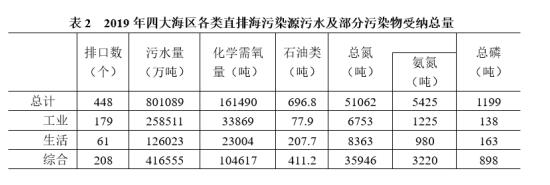 表 2 2019 年四大海区各类直排海污染源污水及部分污染物受纳总量
排口数（个） 污水量（万吨） 化学需氧量（吨） 石油类（吨） 总氮（吨） 氨氮（吨） 总磷（吨）
总计 448 801089 161490 696.8 51062 5425 1199
工业 179 258511 33869 77.9 6753 1225 138
生活 61 126023 23004 207.7 8363 980 163
综合 208 416555 104617 411.2 35946 3220 898